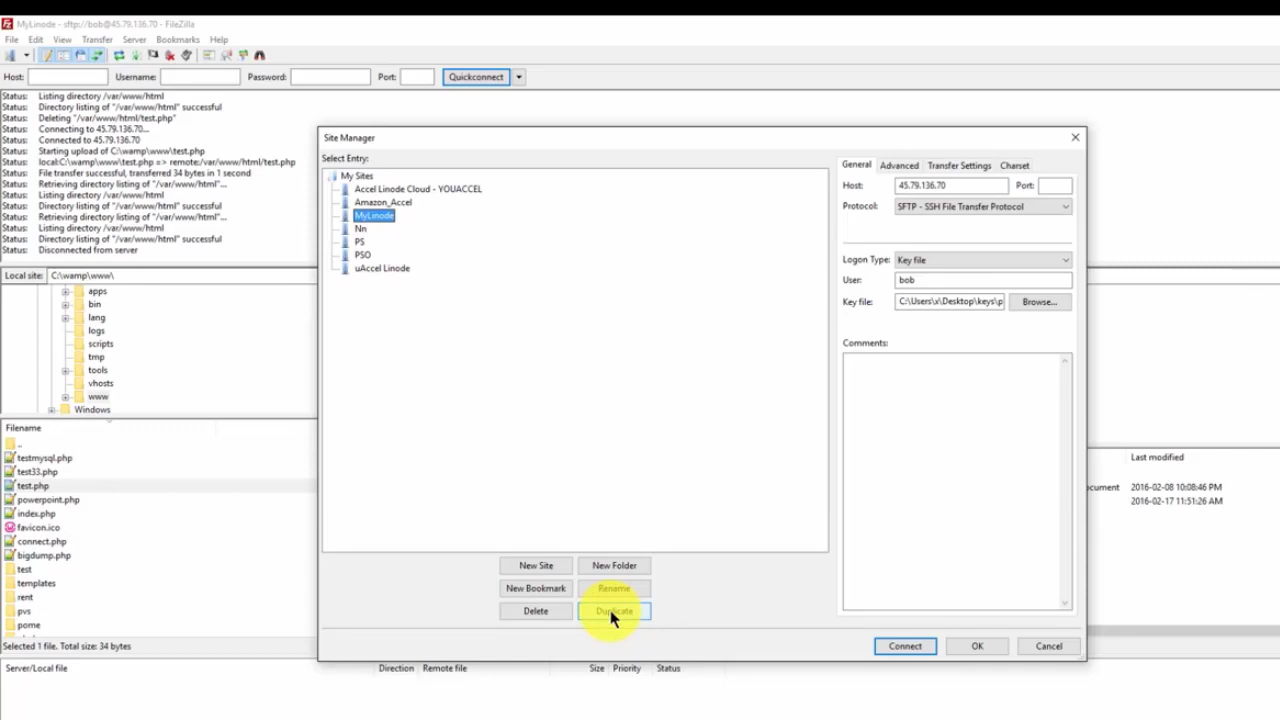 MyLinode - sftp://bob@45.79.136.70 - FileZilla
File Edit View Transfer Server Bookmarks Help
Host: Username: Password: Port: Quickconnect
Status: Listing directory /var/www/html
Status: Directory listing of "/var/www/html" successful
Status: Deleting "/var/www/html/test.php"
Status: Connecting to 45.79.136.70...
Status: Connected to 45.79.136.70
Status: Starting upload of C:\wamp\www\test.php
Status: local:C:\wamp\www\test.php => remote:/var/www/html/test.php
Status: File transfer successful, transferred 34 bytes in 1 second
Status: Retrieving directory listing of "/var/www/html"...
Status: Listing directory /var/www/html
Status: Directory listing of "/var/www/html" successful
Status: Retrieving directory listing of "/var/www/html"...
Status: Listing directory /var/www/html
Status: Directory listing of "/var/www/html" successful
Status: Disconnected from server
Local site: C:\wamp\www\
apps
bin
lang
logs
scripts
tmp
tools
vhosts
www
Windows
Filename
..
testmysql.php
test33.php
test.php
powerpoint.php
index.php
favicon.ico
connect.php
bigdump.php
test
templates
rent
pvs
pome
Selected 1 file. Total size: 34 bytes
Server/Local file Direction Remote file Size Priority Status
Site Manager
Select Entry:
My Sites
Accel Linode Cloud - YOUACCEL
Amazon_Accel
MyLinode
Nn
PS
PSO
uAccel Linode
New Site New Folder
New Bookmark Rename
Delete Duplicate
General Advanced Transfer Settings Charset
Host: 45.79.136.70 Port:
Protocol: SFTP - SSH File Transfer Protocol
Logon Type: Key file
User: bob
Key file: C:\Users\x\Desktop\keys\p Browse...
Comments:
Connect OK Cancel
Last modified
ocument 2016-02-08 10:08:46 PM
2016-02-17 11:51:26 AM